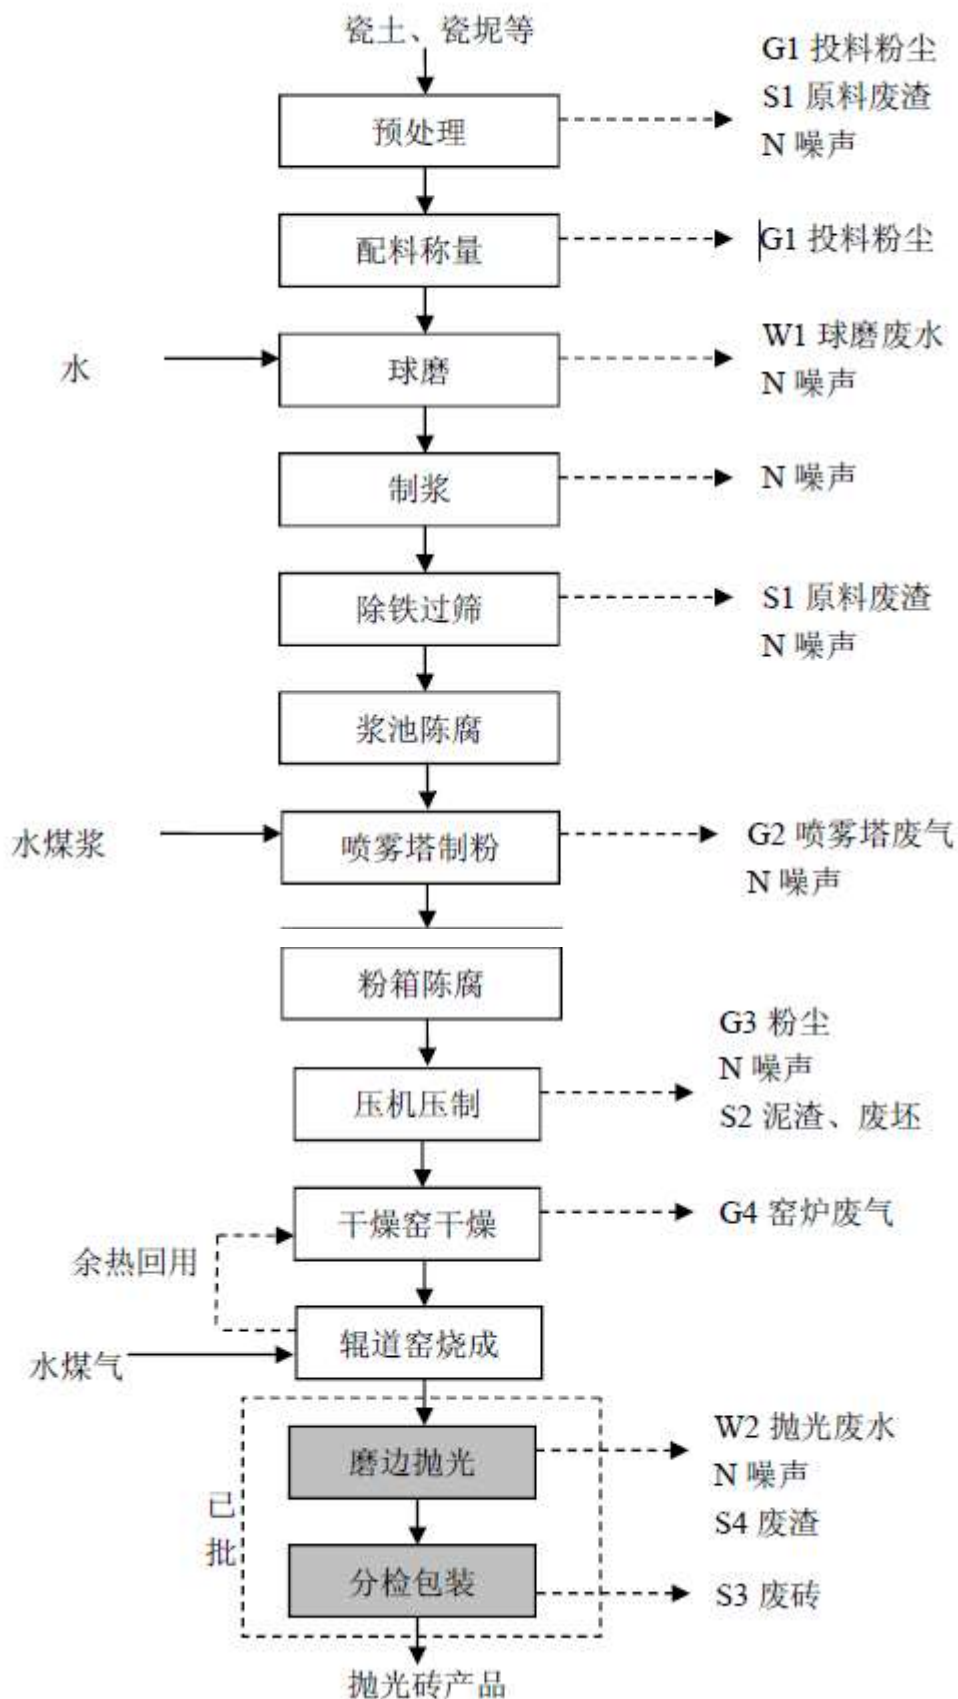 瓷土、瓷坭等
G1 投料粉尘
S1 原料废渣
N 噪声
预处理
配料称量
G1 投料粉尘
水
球磨
W1 球磨废水
N 噪声
制浆
N 噪声
除铁过筛
S1 原料废渣
N 噪声
浆池陈腐
水煤浆
喷雾塔制粉
G2 喷雾塔废气
N 噪声
粉箱陈腐
压机压制
G3 粉尘
N 噪声
S2 泥渣、废坯
干燥窑干燥
G4 窑炉废气
余热回用
辊道窑烧成
水煤气
磨边抛光
W2 抛光废水
N 噪声
S4 废渣
已
批
分检包装
S3 废砖
抛光砖产品